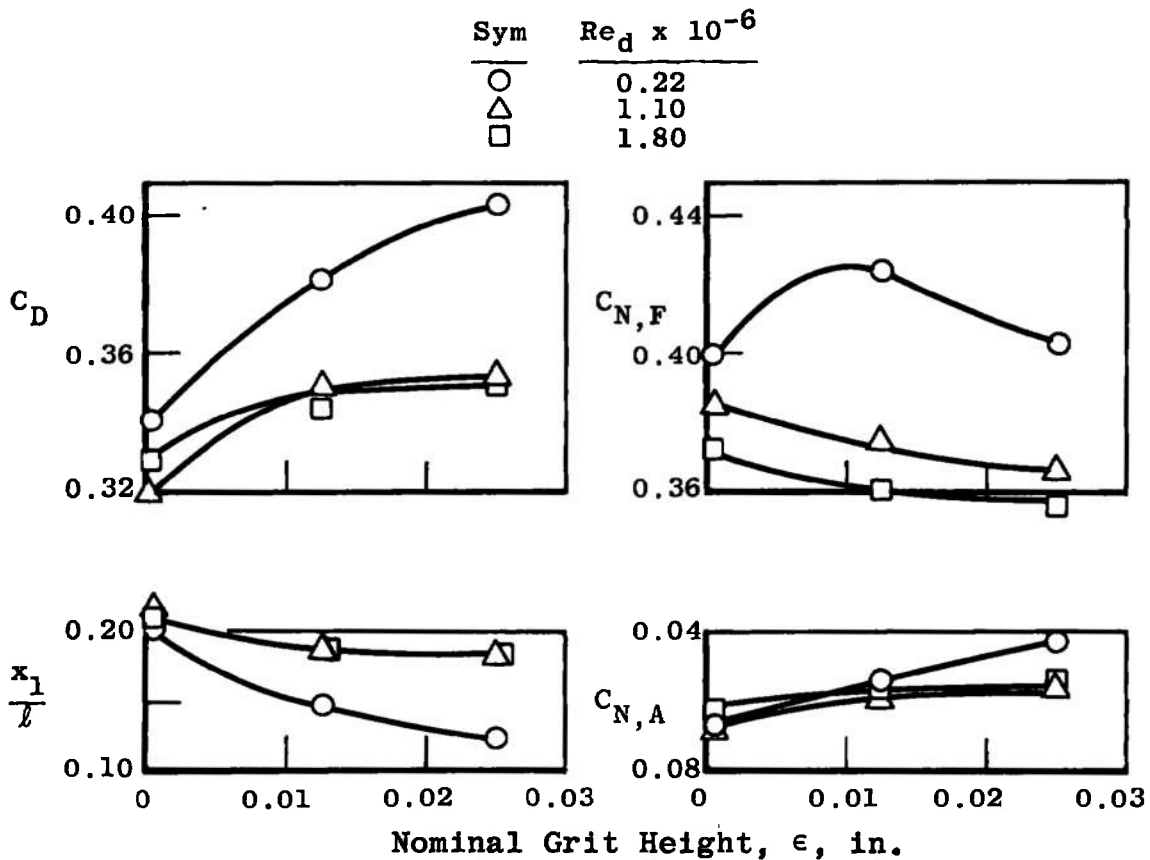 Sym Re_d x 10^-6
0.22
1.10
1.80
0.40
C_D
0.36
0.32
0.44
C_N,F
0.40
0.36
0.20
x_1/ℓ
0.10
0 0.01 0.02 0.03
0.04
C_N,A
0.08
0 0.01 0.02 0.03
Nominal Grit Height, ϵ, in.